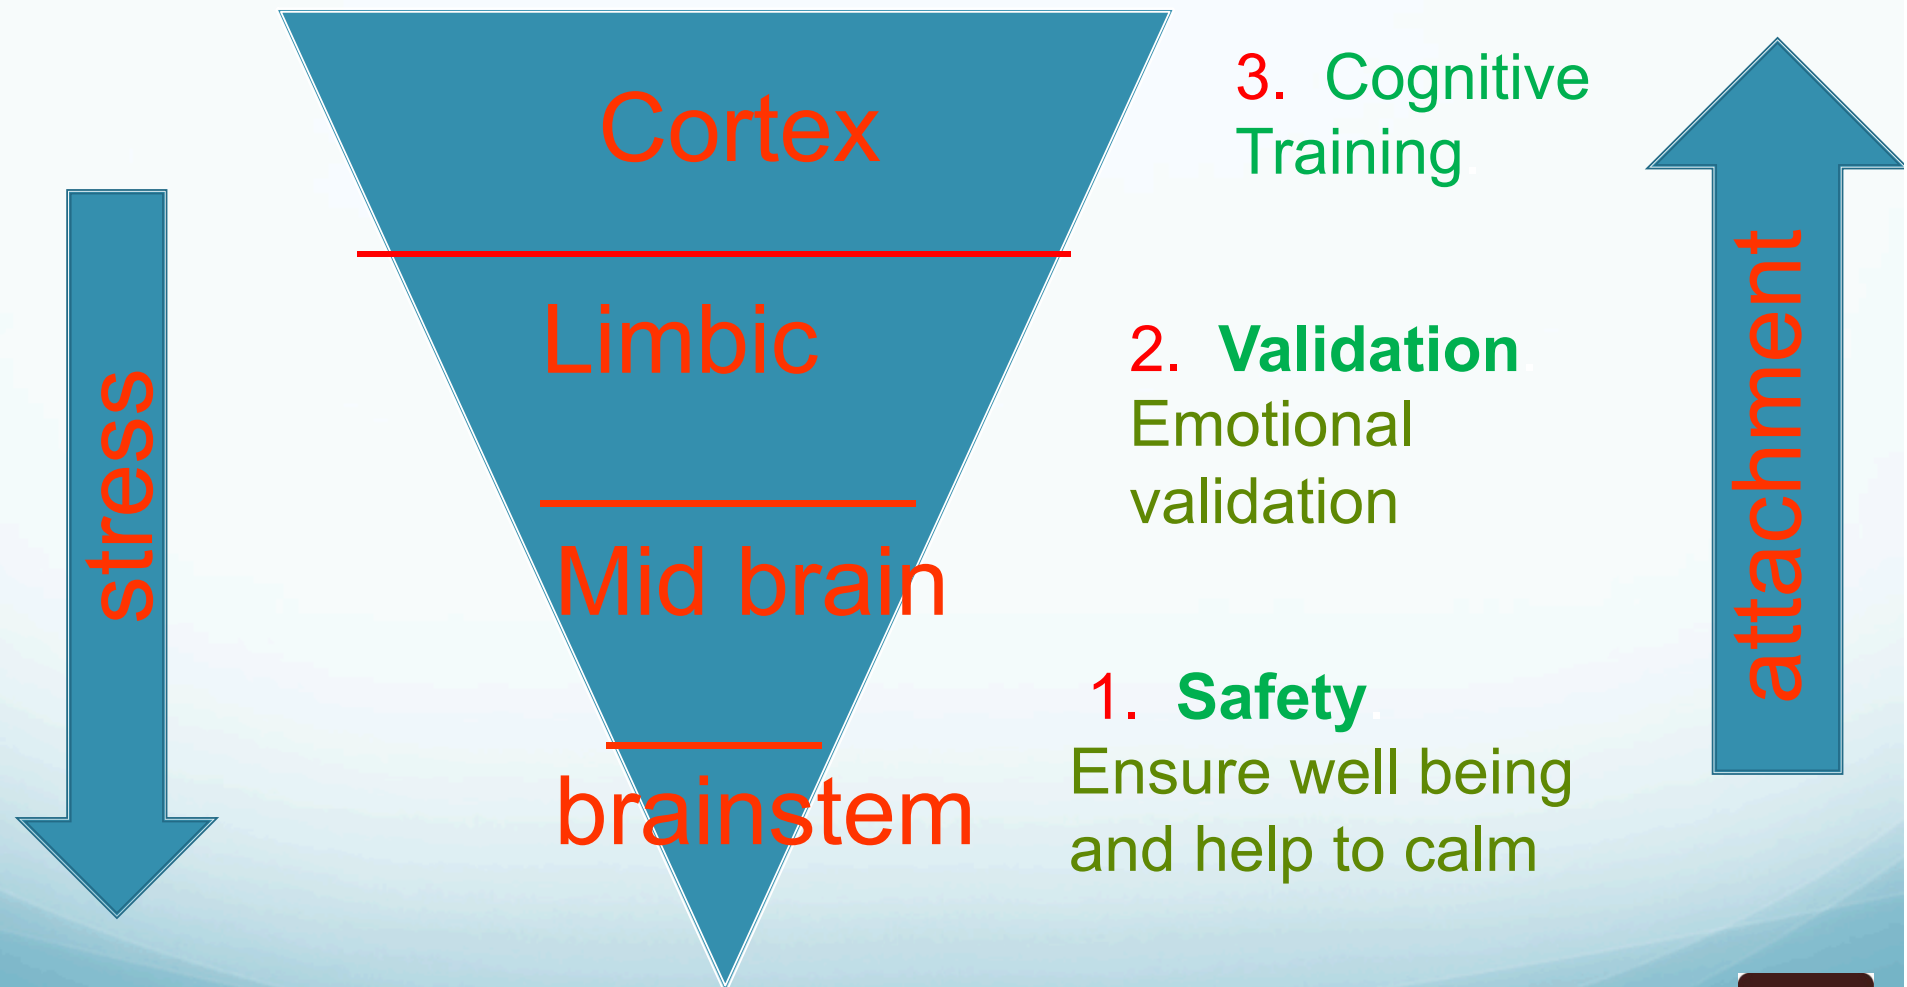 stress
Cortex
Limbic
Mid brain
brainstem
3. Cognitive
Training.
2. Validation.
Emotional
validation
1. Safety.
Ensure well being
and help to calm
attachment